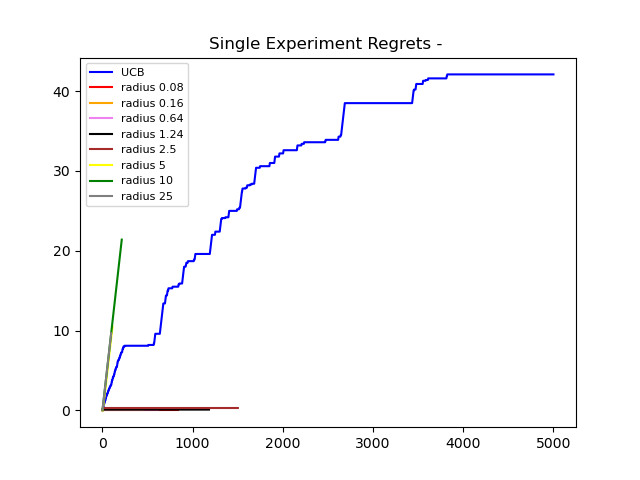 Single Experiment Regrets -
UCB
radius 0.08
radius 0.16
radius 0.64
radius 1.24
radius 2.5
radius 5
radius 10
radius 25
40
30
20
10
0
0 1000 2000 3000 4000 5000